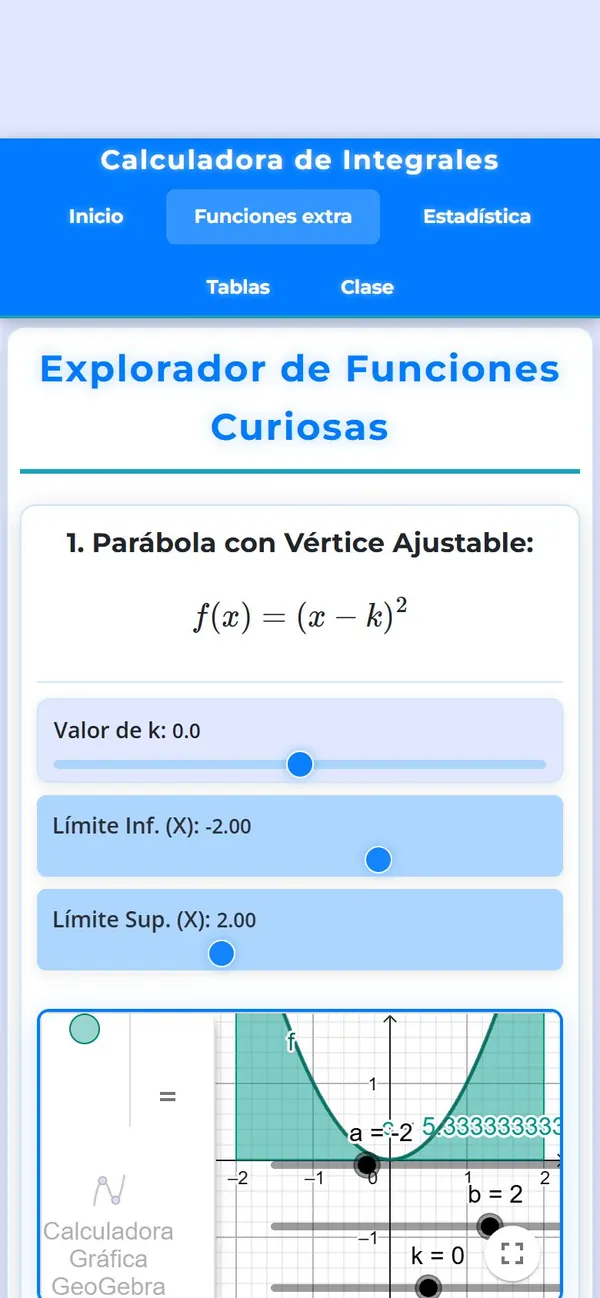 Calculadora de Integrales
Inicio
Funciones extra
Estadística
Tablas
Clase
Explorador de Funciones
Curiosas
1. Parábola con Vértice Ajustable:
f(x) = (x − k)²
Valor de k: 0.0
Límite Inf. (X): -2.00
Límite Sup. (X): 2.00
f
=
1
a = -2
5.333333333
−2
−1
0
1
2
b = 2
−1
k = 0
Calculadora
Gráfica
GeoGebra